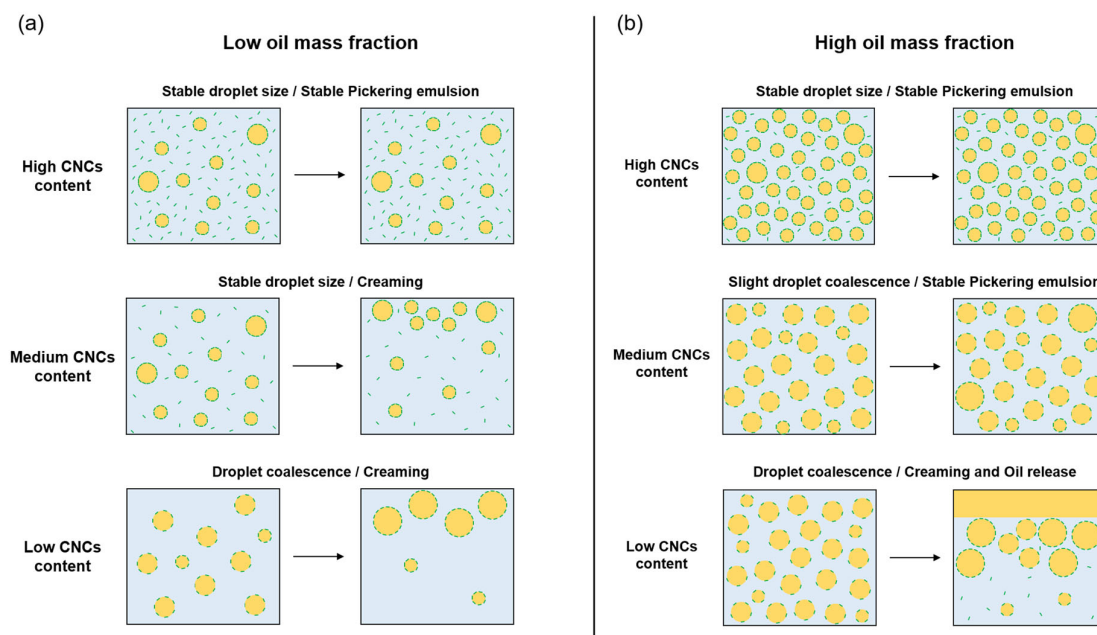 (a)
Low oil mass fraction
Stable droplet size / Stable Pickering emulsion
High CNCs
content
Stable droplet size / Creaming
Medium CNCs
content
Droplet coalescence / Creaming
Low CNCs
content
(b)
High oil mass fraction
Stable droplet size / Stable Pickering emulsion
High CNCs
content
Slight droplet coalescence / Stable Pickering emulsion
Medium CNCs
content
Droplet coalescence / Creaming and Oil release
Low CNCs
content